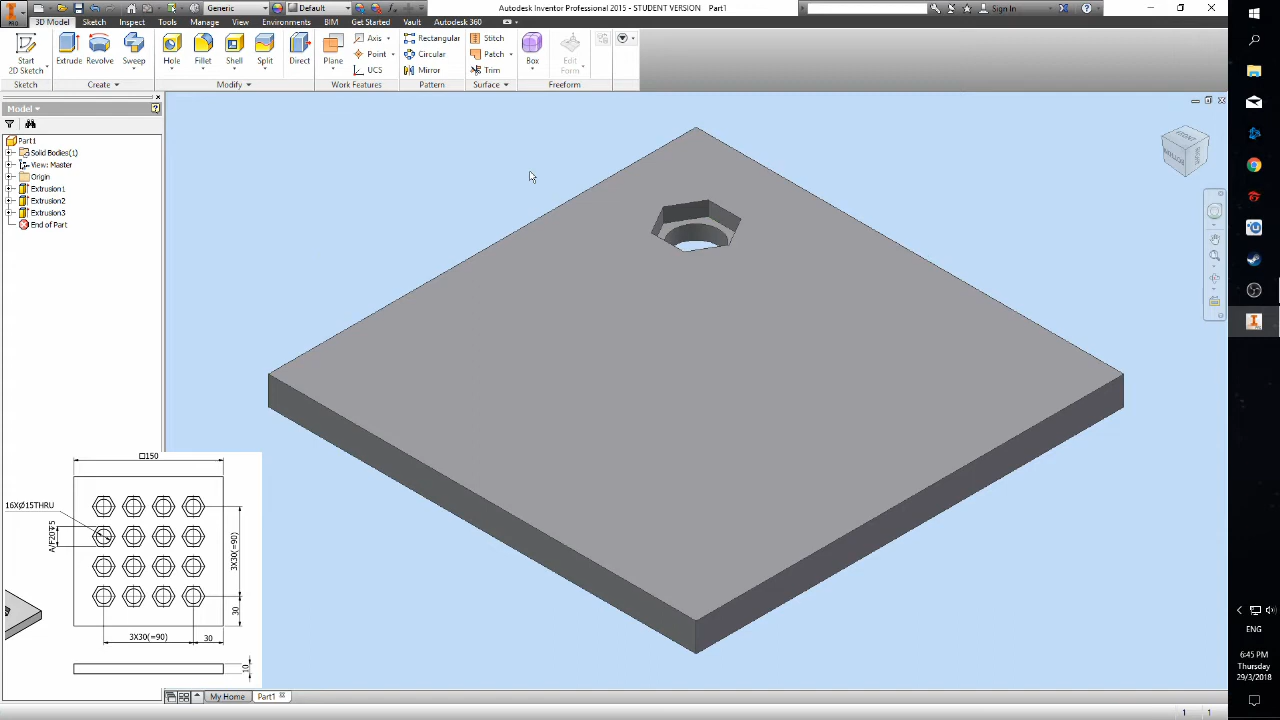 Generic
Default
Autodesk Inventor Professional 2015 - STUDENT VERSION Part1
Sign In
PRO
3D Model
Sketch
Inspect
Tools
Manage
View
Environments
BIM
Get Started
Vault
Autodesk 360
Start
2D Sketch
Extrude
Revolve
Sweep
Hole
Fillet
Shell
Split
Direct
Plane
Axis
Point
UCS
Rectangular
Circular
Mirror
Stitch
Patch
Trim
Box
Edit
Form
Sketch
Create
Modify
Work Features
Pattern
Surface
Freeform
Model
Part1
Solid Bodies(1)
View: Master
Origin
Extrusion1
Extrusion2
Extrusion3
End of Part
□150
16XØ15THRU
A/F20↧5
3X30(=90)
30
3X30(=90)
30
10
My Home
Part1
1
1
ENG
6:45 PM
Thursday
29/3/2018